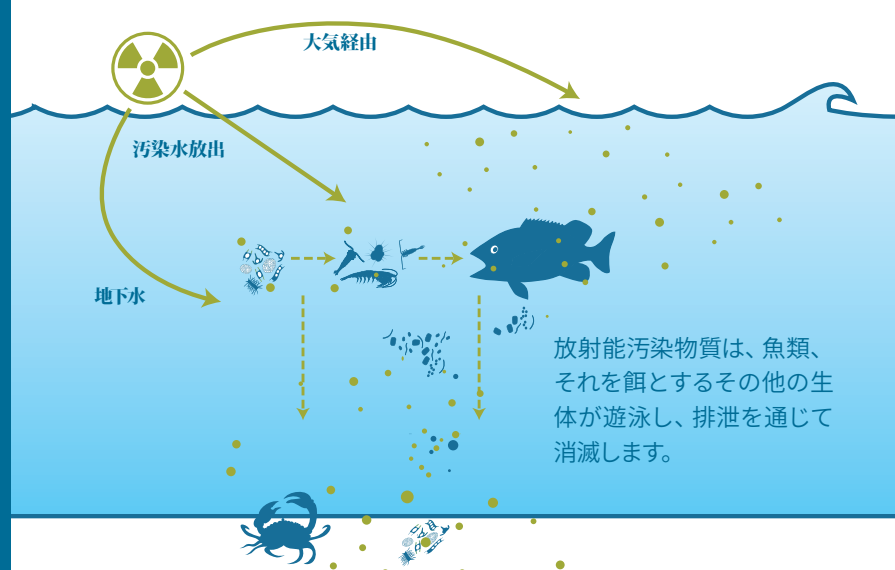 大気経由
汚染水放出
地下水
放射能汚染物質は、魚類、
それを餌とするその他の生
体が遊泳し、排泄を通じて
消滅します。